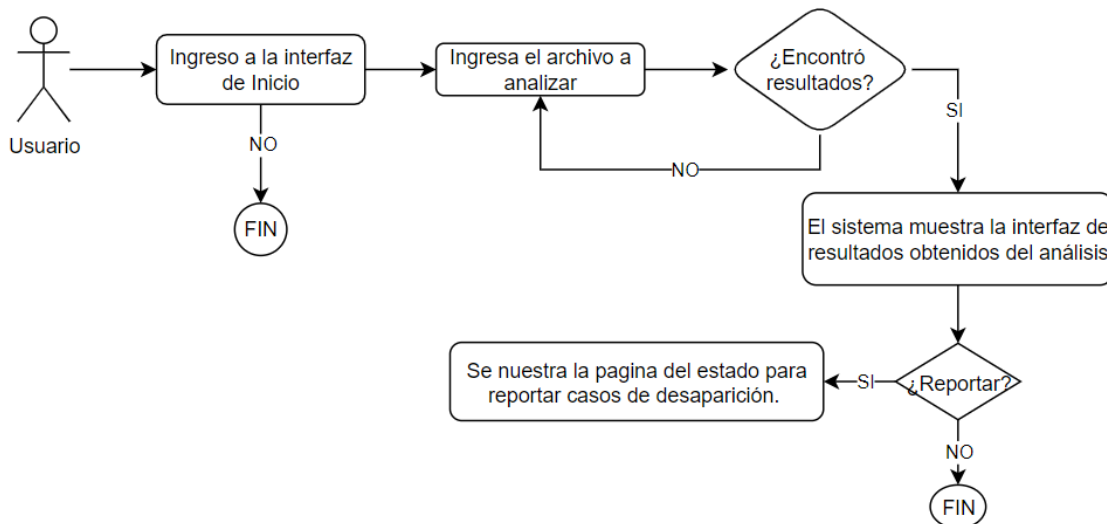 Usuario
Ingreso a la interfaz
de Inicio
NO
FIN
Ingresa el archivo a
analizar
¿Encontró
resultados?
NO
SI
El sistema muestra la interfaz de
resultados obtenidos del análisis
¿Reportar?
SI
Se nuestra la pagina del estado para
reportar casos de desaparición.
NO
FIN